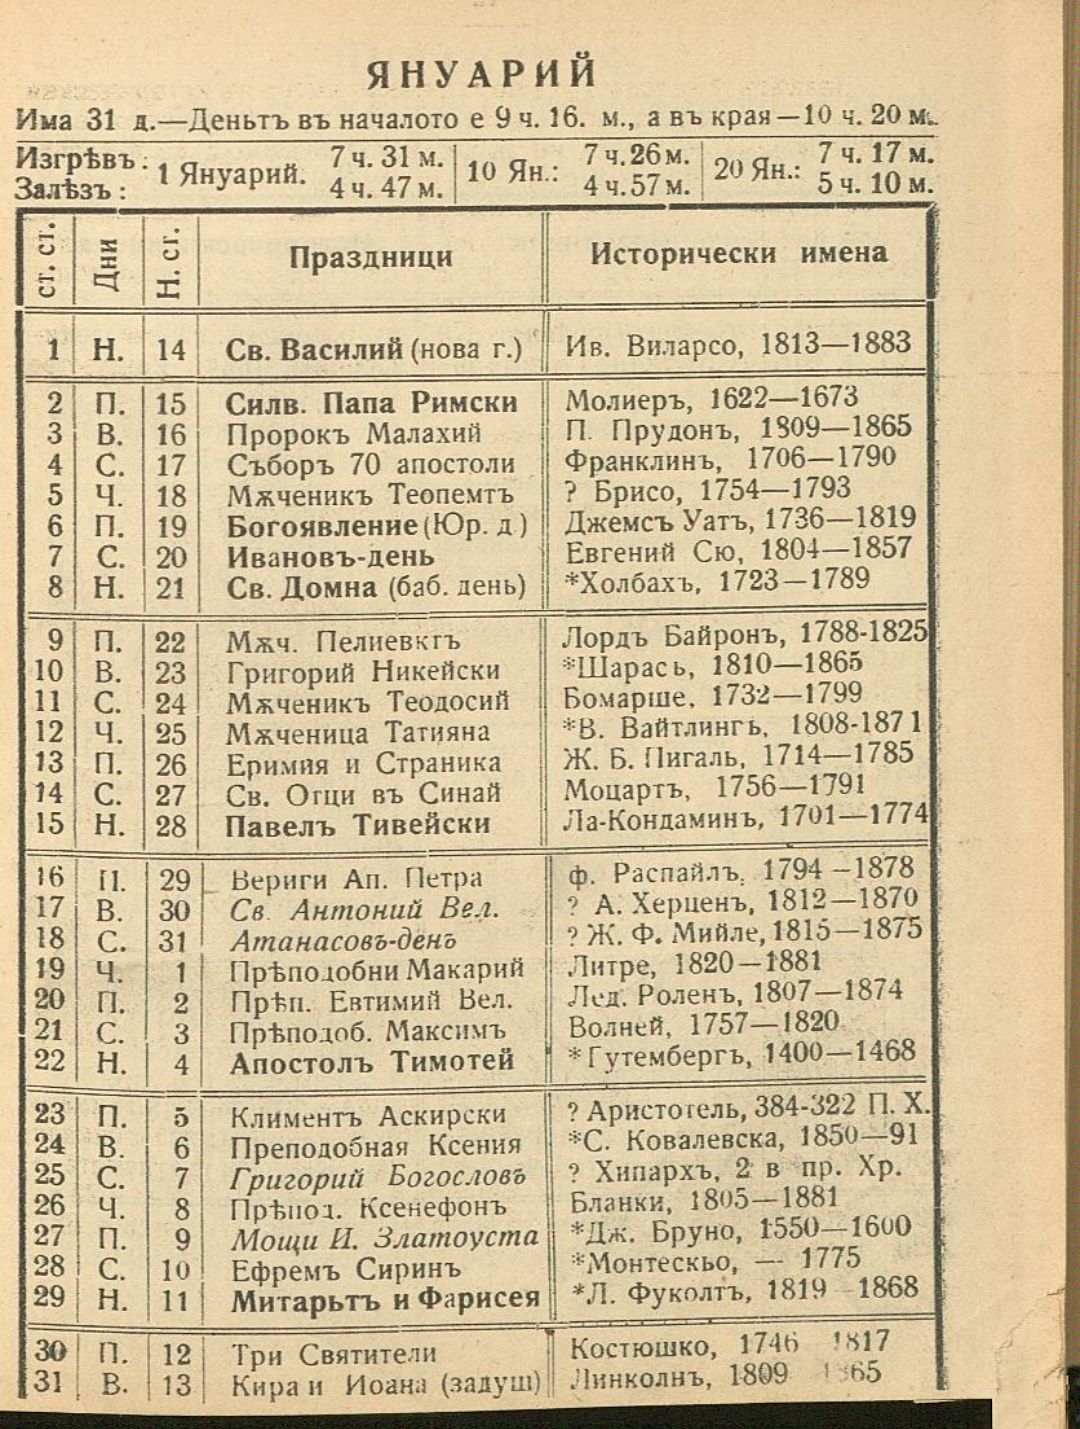 ЯНУАРИЙ
Има 31 д.—Деньтъ въ началото е 9 ч. 16. м., а въ края—10 ч. 20 м.
Изгрѣвъ: 1 Януарий. 7 ч. 31 м. 10 Ян.: 7 ч. 26 м. 20 Ян.: 7 ч. 17 м.
Залѣзъ: 4 ч. 47 м. 4 ч. 57 м. 5 ч. 10 м.
ст. ст. Дни Н. ст. Праздници Исторически имена
1 Н. 14 Св. Василий (нова г.) Ив. Виларсо, 1813—1883
2 П. 15 Силв. Папа Римски Молиеръ, 1622—1673
3 В. 16 Пророкъ Малахий П. Прудонъ, 1809—1865
4 С. 17 Съборъ 70 апостоли Франклинъ, 1706—1790
5 Ч. 18 Мѫченикъ Теопемтъ ? Брисо, 1754—1793
6 П. 19 Богоявление (Юр. д.) Джемсъ Уатъ, 1736—1819
7 С. 20 Ивановъ-день Евгений Сю, 1804—1857
8 Н. 21 Св. Домна (баб. день) *Холбахъ, 1723—1789
9 П. 22 Мѫч. Пелиевктъ Лордъ Байронъ, 1788-1825
10 В. 23 Григорий Никейски *Шарасъ, 1810—1865
11 С. 24 Мѫченикъ Теодосий Бомарше, 1732—1799
12 Ч. 25 Мѫченица Татияна *В. Вайтлингъ, 1808-1871
13 П. 26 Еримия и Страника Ж. Б. Пигаль, 1714—1785
14 С. 27 Св. Отци въ Синай Моцартъ, 1756—1791
15 Н. 28 Павелъ Тивейски Ла-Кондаминъ, 1701—1774
16 П. 29 Вериги Ап. Петра ф. Распайлъ, 1794—1878
17 В. 30 Св. Антоний Вел. ? А. Херценъ, 1812—1870
18 С. 31 Атанасовъ-день ? Ж. Ф. Мийле, 1815—1875
19 Ч. 1 Прѣподобни Макарий Литре, 1820—1881
20 П. 2 Прѣп. Евтимий Вел. Лед. Роленъ, 1807—1874
21 С. 3 Прѣподоб. Максимъ Волней, 1757—1820
22 Н. 4 Апостолъ Тимотей *Гутембергъ, 1400—1468
23 П. 5 Климентъ Аскирски ? Аристотель, 384-322 П. Х.
24 В. 6 Преподобная Ксения *С. Ковалевска, 1850—91
25 С. 7 Григорий Богословъ ? Хипархъ, 2 в пр. Хр.
26 Ч. 8 Прѣпод. Ксенефонъ Бланки, 1805—1881
27 П. 9 Мощи И. Златоуста *Дж. Бруно, 1550—1600
28 С. 10 Ефремъ Сиринъ *Монтескьо, — 1775
29 Н. 11 Митарьтъ и Фарисея *Л. Фуколтъ, 1819 1868
30 П. 12 Три Святители Костюшко, 1746 1817
31 В. 13 Кира и Иоана (задуш) Линколнъ, 1809